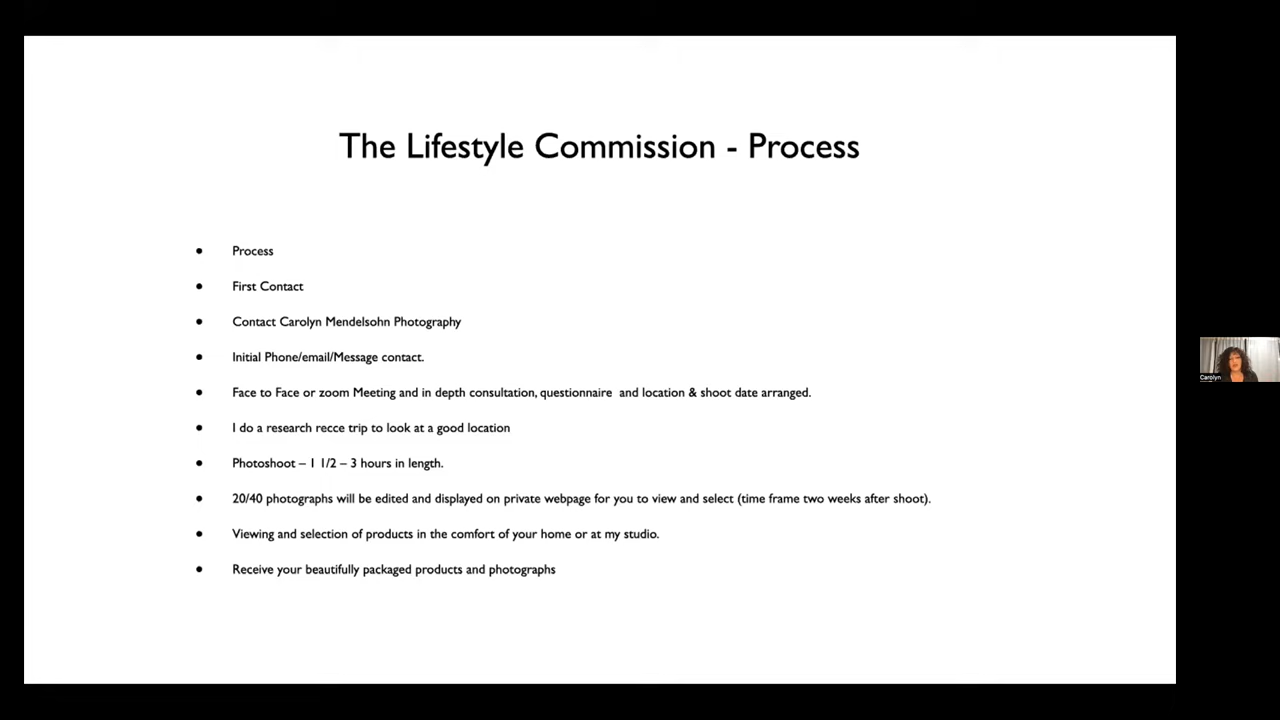 The Lifestyle Commission - Process
• Process
• First Contact
• Contact Carolyn Mendelsohn Photography
• Initial Phone/email/Message contact.
• Face to Face or zoom Meeting and in depth consultation, questionnaire  and location & shoot date arranged.
• I do a research recce trip to look at a good location
• Photoshoot – 1 1/2 – 3 hours in length.
• 20/40 photographs will be edited and displayed on private webpage for you to view and select (time frame two weeks after shoot).
• Viewing and selection of products in the comfort of your home or at my studio.
• Receive your beautifully packaged products and photographs
Carolyn